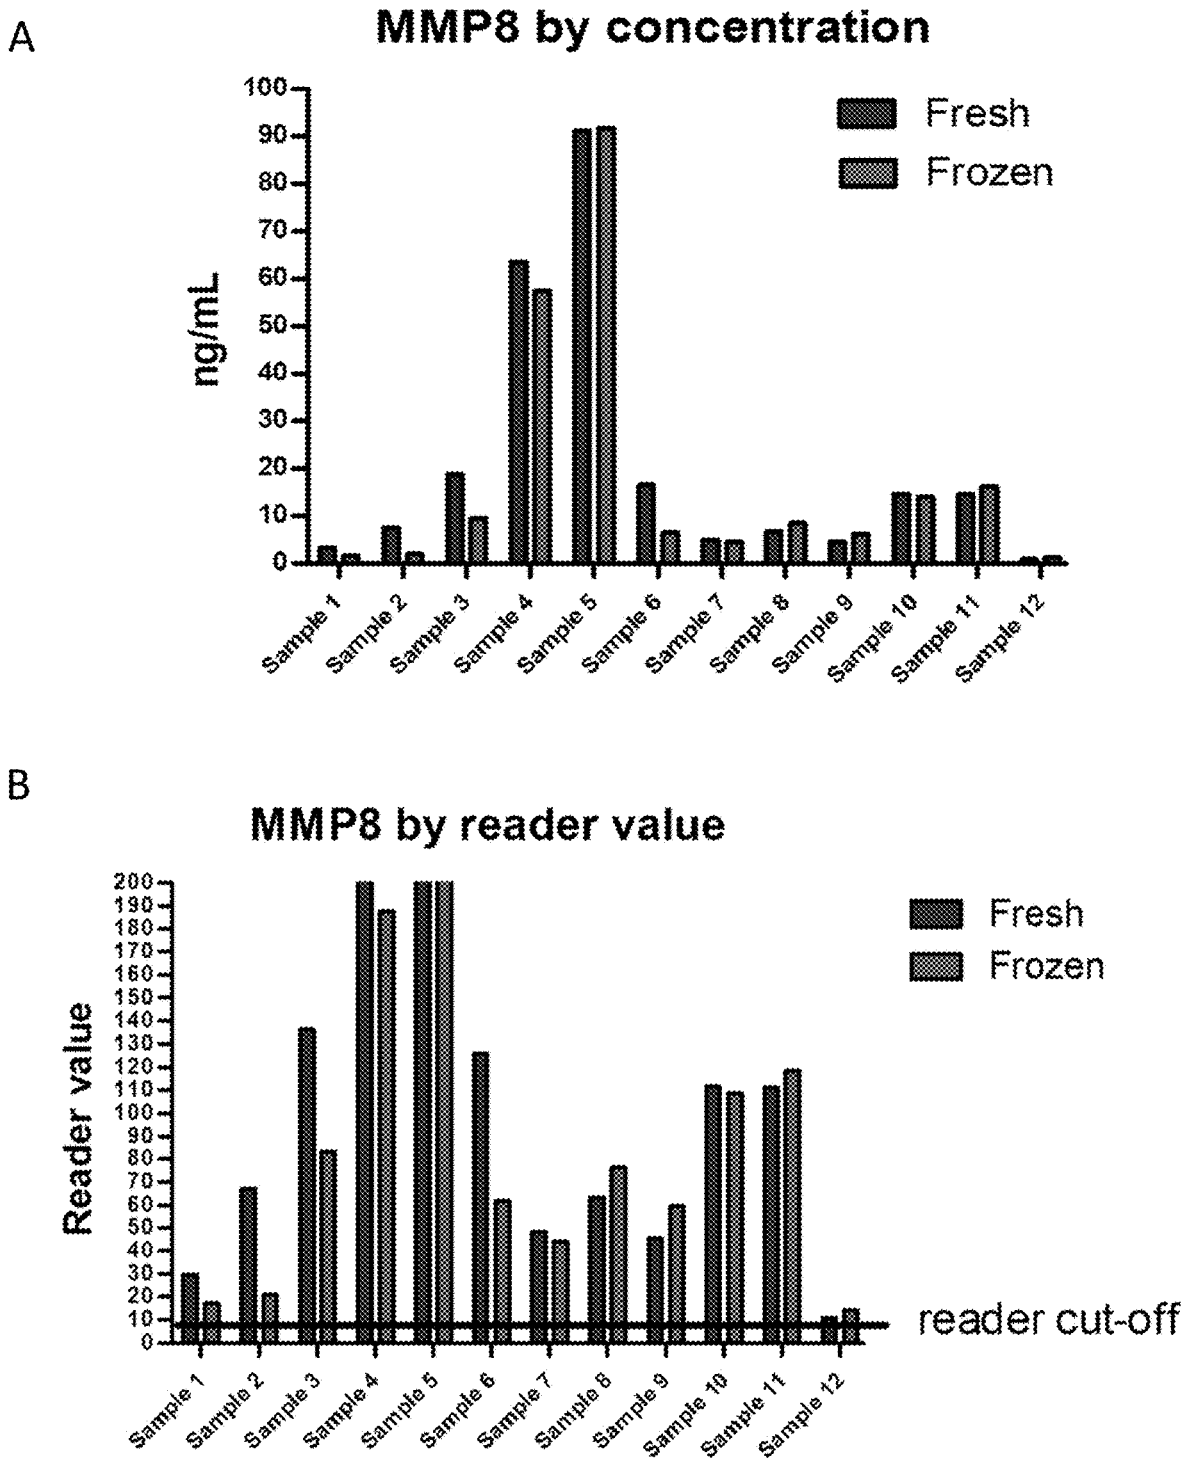 A
MMP8 by concentration
100
90
80
70
60
50
40
30
20
10
0
ng/mL
Fresh
Frozen
Sample 1
Sample 2
Sample 3
Sample 4
Sample 5
Sample 6
Sample 7
Sample 8
Sample 9
Sample 10
Sample 11
Sample 12
B
MMP8 by reader value
200
190
180
170
160
150
140
130
120
110
100
90
80
70
60
50
40
30
20
10
0
Reader value
Fresh
Frozen
reader cut-off
Sample 1
Sample 2
Sample 3
Sample 4
Sample 5
Sample 6
Sample 7
Sample 8
Sample 9
Sample 10
Sample 11
Sample 12